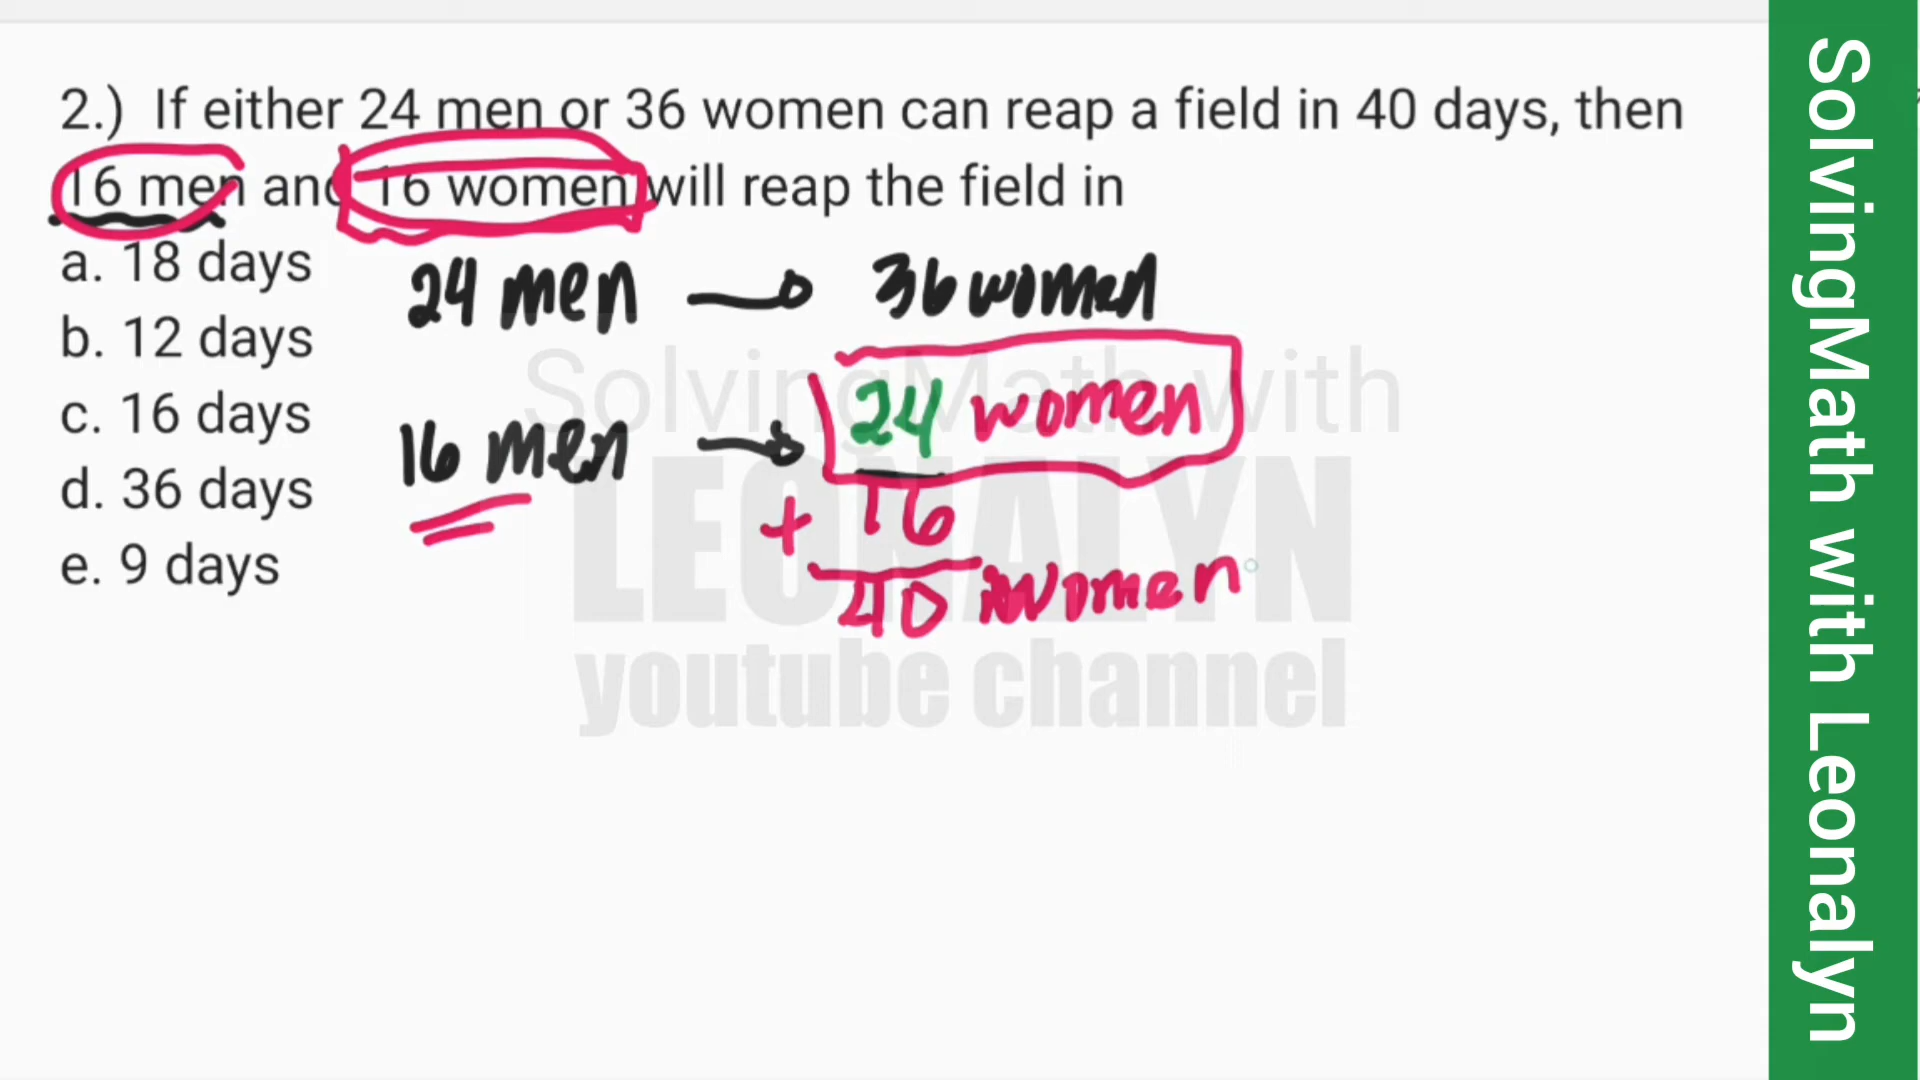 2.) If either 24 men or 36 women can reap a field in 40 days, then
16 men and 16 women will reap the field in
a. 18 days
b. 12 days
c. 16 days
d. 36 days
e. 9 days
24 men → 36 women
16 men → 24 women
+ 16
40 women
SolvingMath with
LEONALYN
youtube channel
SolvingMath with Leonalyn